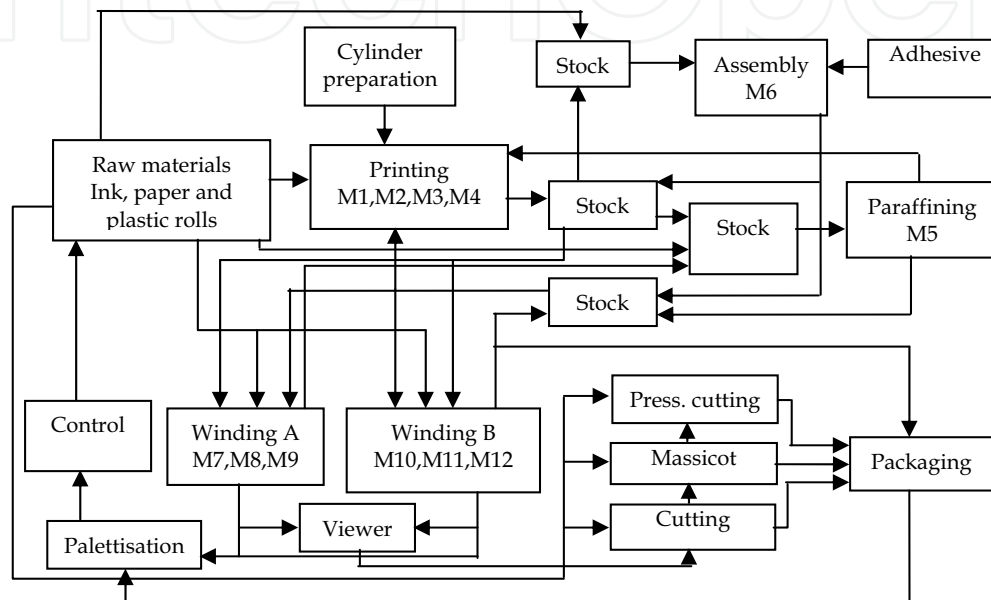 Cylinder
preparation
Stock
Assembly
M6
Adhesive
Raw materials
Ink, paper and
plastic rolls
Printing
M1,M2,M3,M4
Stock
Stock
Paraffining
M5
Stock
Control
Winding A
M7,M8,M9
Winding B
M10,M11,M12
Press. cutting
Massicot
Cutting
Packaging
Viewer
Palettisation